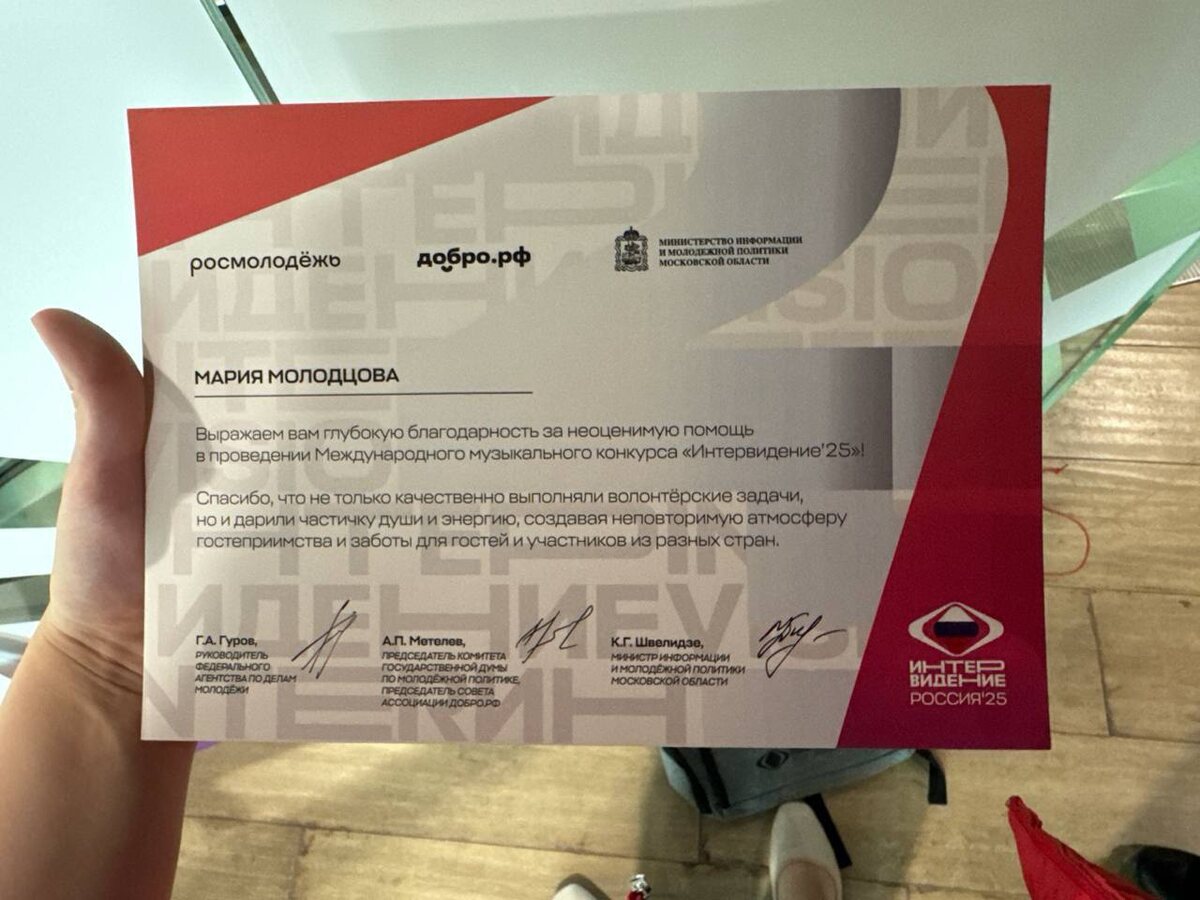 росмолодёжь
добро.рф
МИНИСТЕРСТВО ИНФОРМАЦИИ
И МОЛОДЕЖНОЙ ПОЛИТИКИ
МОСКОВСКОЙ ОБЛАСТИ
МАРИЯ МОЛОДЦОВА
Выражаем вам глубокую благодарность за неоценимую помощь
в проведении Международного музыкального конкурса «Интервидение'25»!
Спасибо, что не только качественно выполняли волонтёрские задачи,
но и дарили частичку души и энергию, создавая неповторимую атмосферу
гостеприимства и заботы для гостей и участников из разных стран.
Г.А. Гуров,
РУКОВОДИТЕЛЬ
ФЕДЕРАЛЬНОГО
АГЕНТСТВА ПО ДЕЛАМ
МОЛОДЁЖИ
А.П. Метелев,
ПРЕДСЕДАТЕЛЬ КОМИТЕТА
ГОСУДАРСТВЕННОЙ ДУМЫ
ПО МОЛОДЁЖНОЙ ПОЛИТИКЕ,
ПРЕДСЕДАТЕЛЬ СОВЕТА
АССОЦИАЦИИ ДОБРО.РФ
К.Г. Швелидзе,
МИНИСТР ИНФОРМАЦИИ
И МОЛОДЁЖНОЙ ПОЛИТИКИ
МОСКОВСКОЙ ОБЛАСТИ
ИНТЕР
ВИДЕНИЕ
РОССИЯ'25